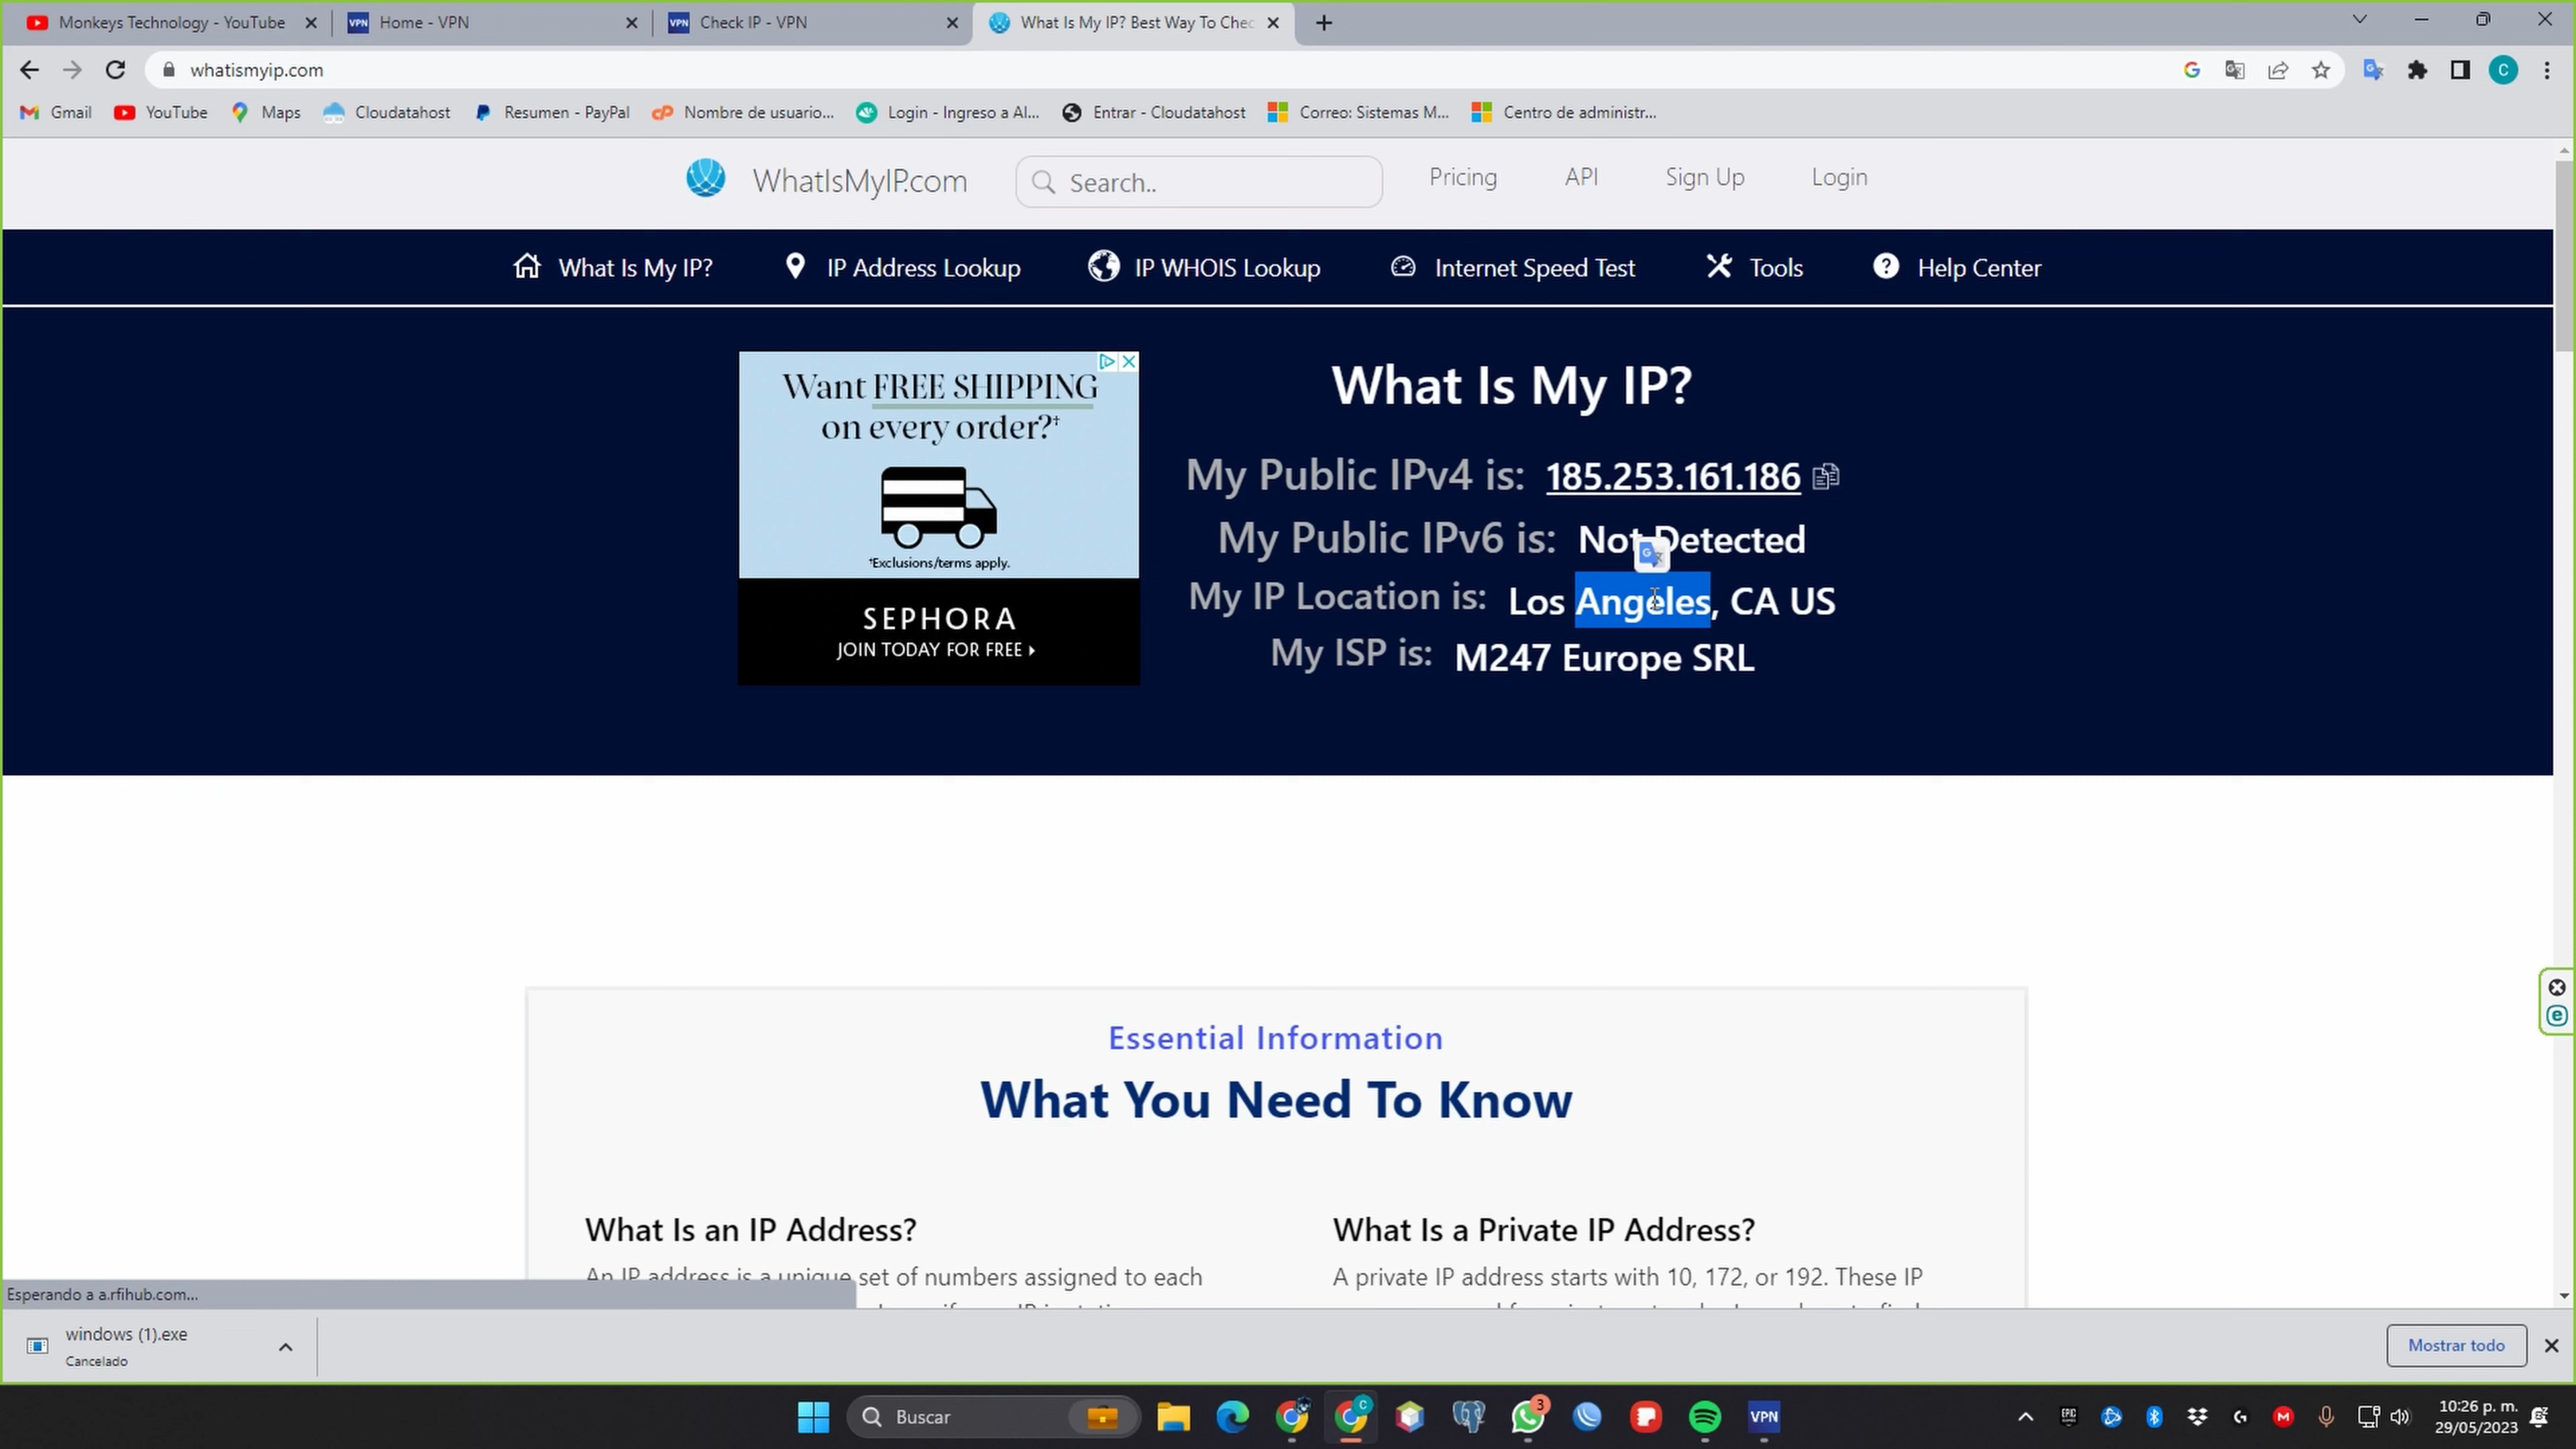 Monkeys Technology - YouTube
Home - VPN
Check IP - VPN
What Is My IP? Best Way To Chec
whatismyip.com
Gmail
YouTube
Maps
Cloudatahost
Resumen - PayPal
Nombre de usuario...
Login - Ingreso a Al...
Entrar - Cloudatahost
Correo: Sistemas M...
Centro de administr...
WhatIsMyIP.com
Search..
Pricing
API
Sign Up
Login
What Is My IP?
IP Address Lookup
IP WHOIS Lookup
Internet Speed Test
Tools
Help Center
Want FREE SHIPPING
on every order?†
†Exclusions/terms apply.
SEPHORA
JOIN TODAY FOR FREE
What Is My IP?
My Public IPv4 is: 185.253.161.186
My Public IPv6 is: Not Detected
My IP Location is: Los Angeles, CA US
My ISP is: M247 Europe SRL
Essential Information
What You Need To Know
What Is an IP Address?
An IP address is a unique set of numbers assigned to each
What Is a Private IP Address?
A private IP address starts with 10, 172, or 192. These IP
Esperando a a.rfihub.com...
windows (1).exe
Cancelado
Mostrar todo
Buscar
3
VPN
10:26 p. m.
29/05/2023